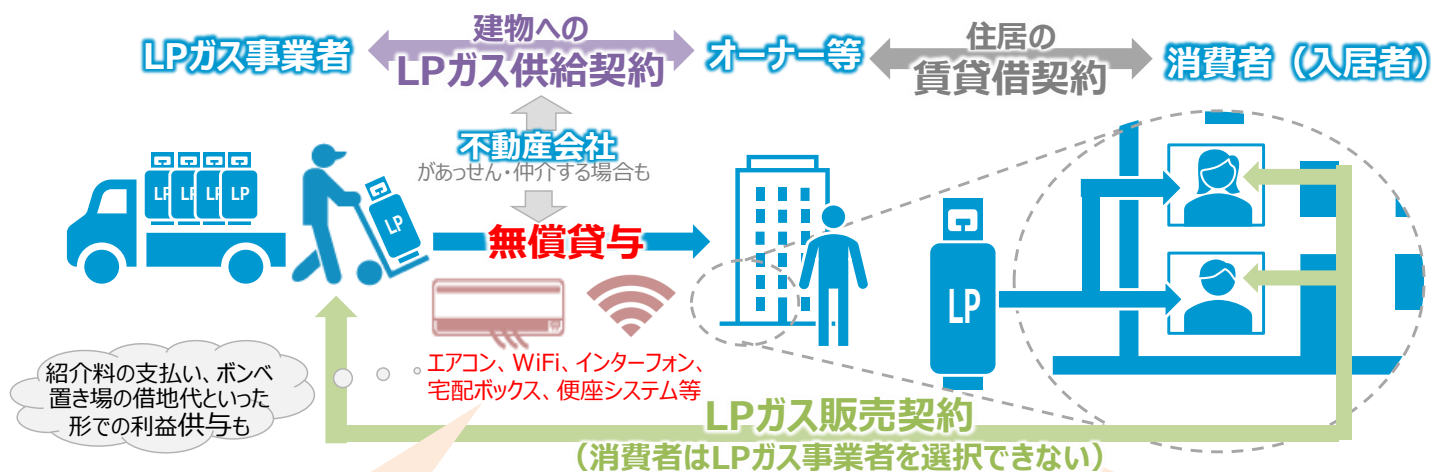 LPガス事業者
建物への
LPガス供給契約
オーナー等
住居の
賃貸借契約
消費者（入居者）
不動産会社
があっせん・仲介する場合も
LP
LP
LP
LP
LP
無償貸与
LP
エアコン、WiFi、インターフォン、
宅配ボックス、便座システム等
紹介料の支払い、ボンベ
置き場の借地代といった
形での利益供与も
LPガス販売契約
（消費者はLPガス事業者を選択できない）